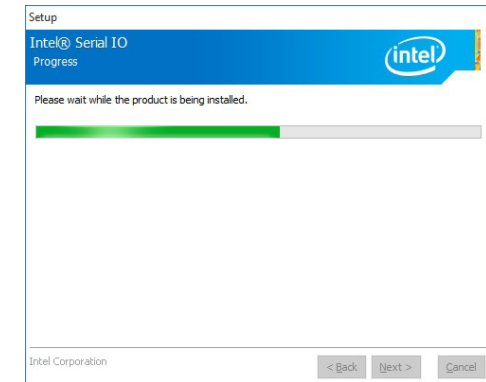 Setup
Intel® Serial IO
Progress
intel
Please wait while the product is being installed.
Intel Corporation
< Back Next > Cancel